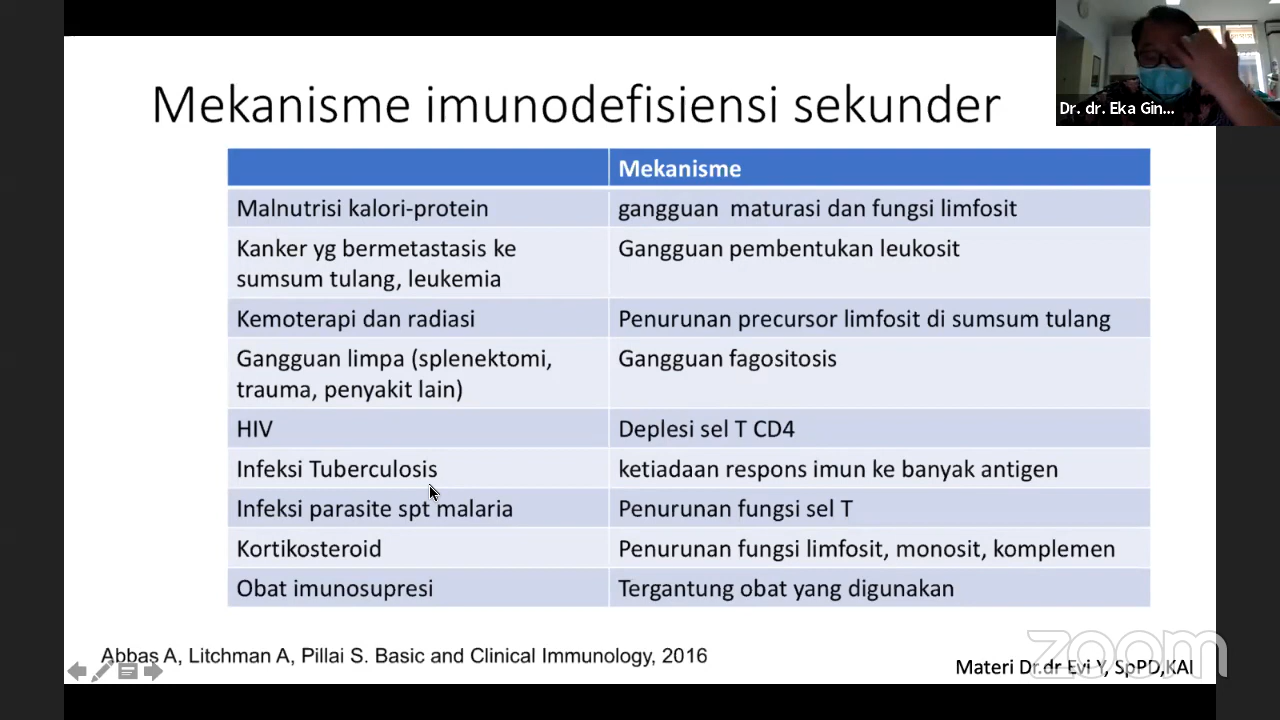 Mekanisme imunodefisiensi sekunder
Dr. dr. Eka Gin...
Mekanisme
Malnutrisi kalori-protein
gangguan maturasi dan fungsi limfosit
Kanker yg bermetastasis ke
sumsum tulang, leukemia
Gangguan pembentukan leukosit
Kemoterapi dan radiasi
Penurunan precursor limfosit di sumsum tulang
Gangguan limpa (splenektomi,
trauma, penyakit lain)
Gangguan fagositosis
HIV
Deplesi sel T CD4
Infeksi Tuberculosis
ketiadaan respons imun ke banyak antigen
Infeksi parasite spt malaria
Penurunan fungsi sel T
Kortikosteroid
Penurunan fungsi limfosit, monosit, komplemen
Obat imunosupresi
Tergantung obat yang digunakan
Abbas A, Litchman A, Pillai S. Basic and Clinical Immunology, 2016
zoom
Materi Dr.dr Evi Y, SpPD,KAI